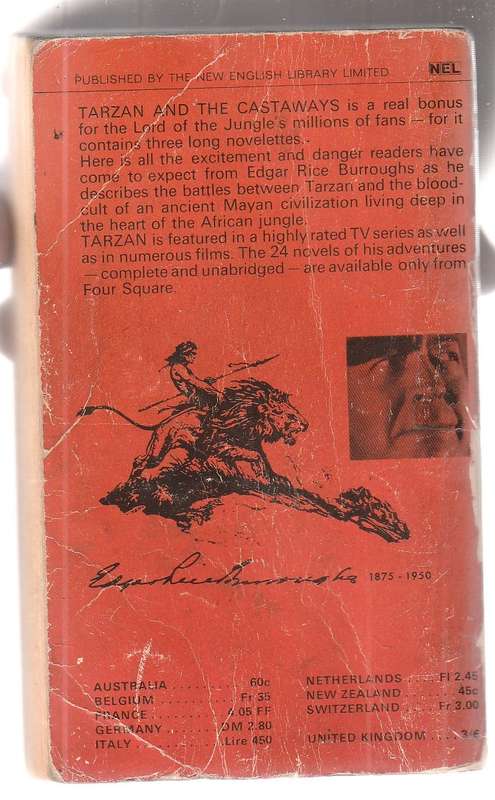 PUBLISHED BY THE NEW ENGLISH LIBRARY LIMITED NEL
TARZAN AND THE CASTAWAYS is a real bonus
for the Lord of the Jungle's millions of fans — for it
contains three long novelettes.
Here is all the excitement and danger readers have
come to expect from Edgar Rice Burroughs as he
describes the battles between Tarzan and the blood-
cult of an ancient Mayan civilization living deep in
the heart of the African jungle.
TARZAN is featured in a highly rated TV series as well
as in numerous films. The 24 novels of his adventures
— complete and unabridged — are available only from
Four Square.
Edgar Rice Burroughs 1875 - 1950
AUSTRALIA . . . . . . . . . 60c
BELGIUM . . . . . . . . . Fr 35
FRANCE . . . . . . . . 4.05 FF
GERMANY . . . . . . . DM 2.80
ITALY . . . . . . . . . Lire 450
NETHERLANDS . . . . Fl 2.45
NEW ZEALAND . . . . . 45c
SWITZERLAND . . . . Fr 3.00
UNITED KINGDOM . . . 3/6